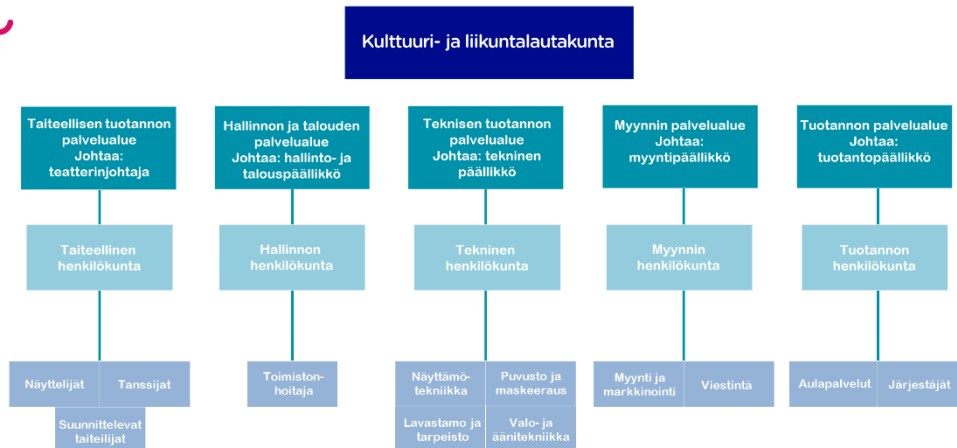 Kulttuuri- ja liikuntalautakunta
Taiteellisen tuotannon
palvelualue
Johtaa:
teatterinjohtaja
Hallinnon ja talouden
palvelualue
Johtaa: hallinto- ja
talouspäällikkö
Teknisen tuotannon
palvelualue
Johtaa: tekninen
päällikkö
Myynnin palvelualue
Johtaa:
myyntipäällikkö
Tuotannon palvelualue
Johtaa:
tuotantopäällikkö
Taiteellinen
henkilökunta
Hallinnon
henkilökunta
Tekninen
henkilökunta
Myynnin
henkilökunta
Tuotannon
henkilökunta
Näyttelijät
Tanssijat
Suunnittelevat
taiteilijat
Toimiston-
hoitaja
Näyttämö-
tekniikka
Puvusto ja
maskeeraus
Lavastamo ja
tarpeisto
Valo- ja
äänitekniikka
Myynti ja
markkinointi
Viestintä
Aulapalvelut
Järjestäjät